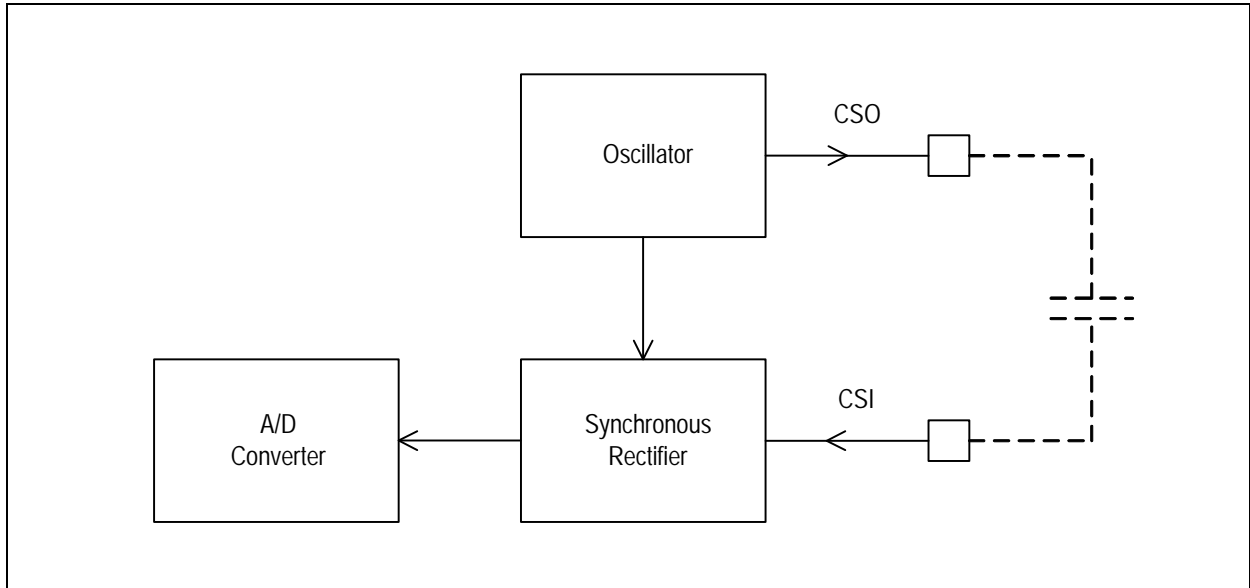 CSO
Oscillator
CSI
A/D
Converter
Synchronous
Rectifier